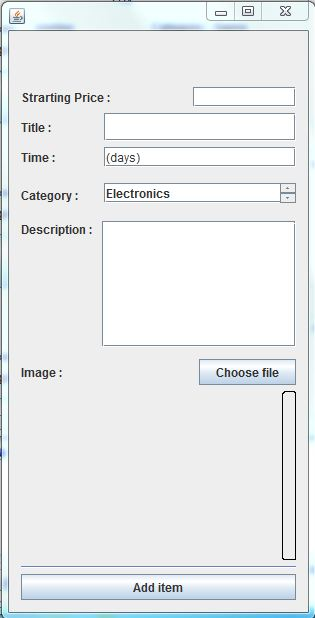 Strarting Price :
Title :
Time : (days)
Category : Electronics
Description :
Image : Choose file
Add item